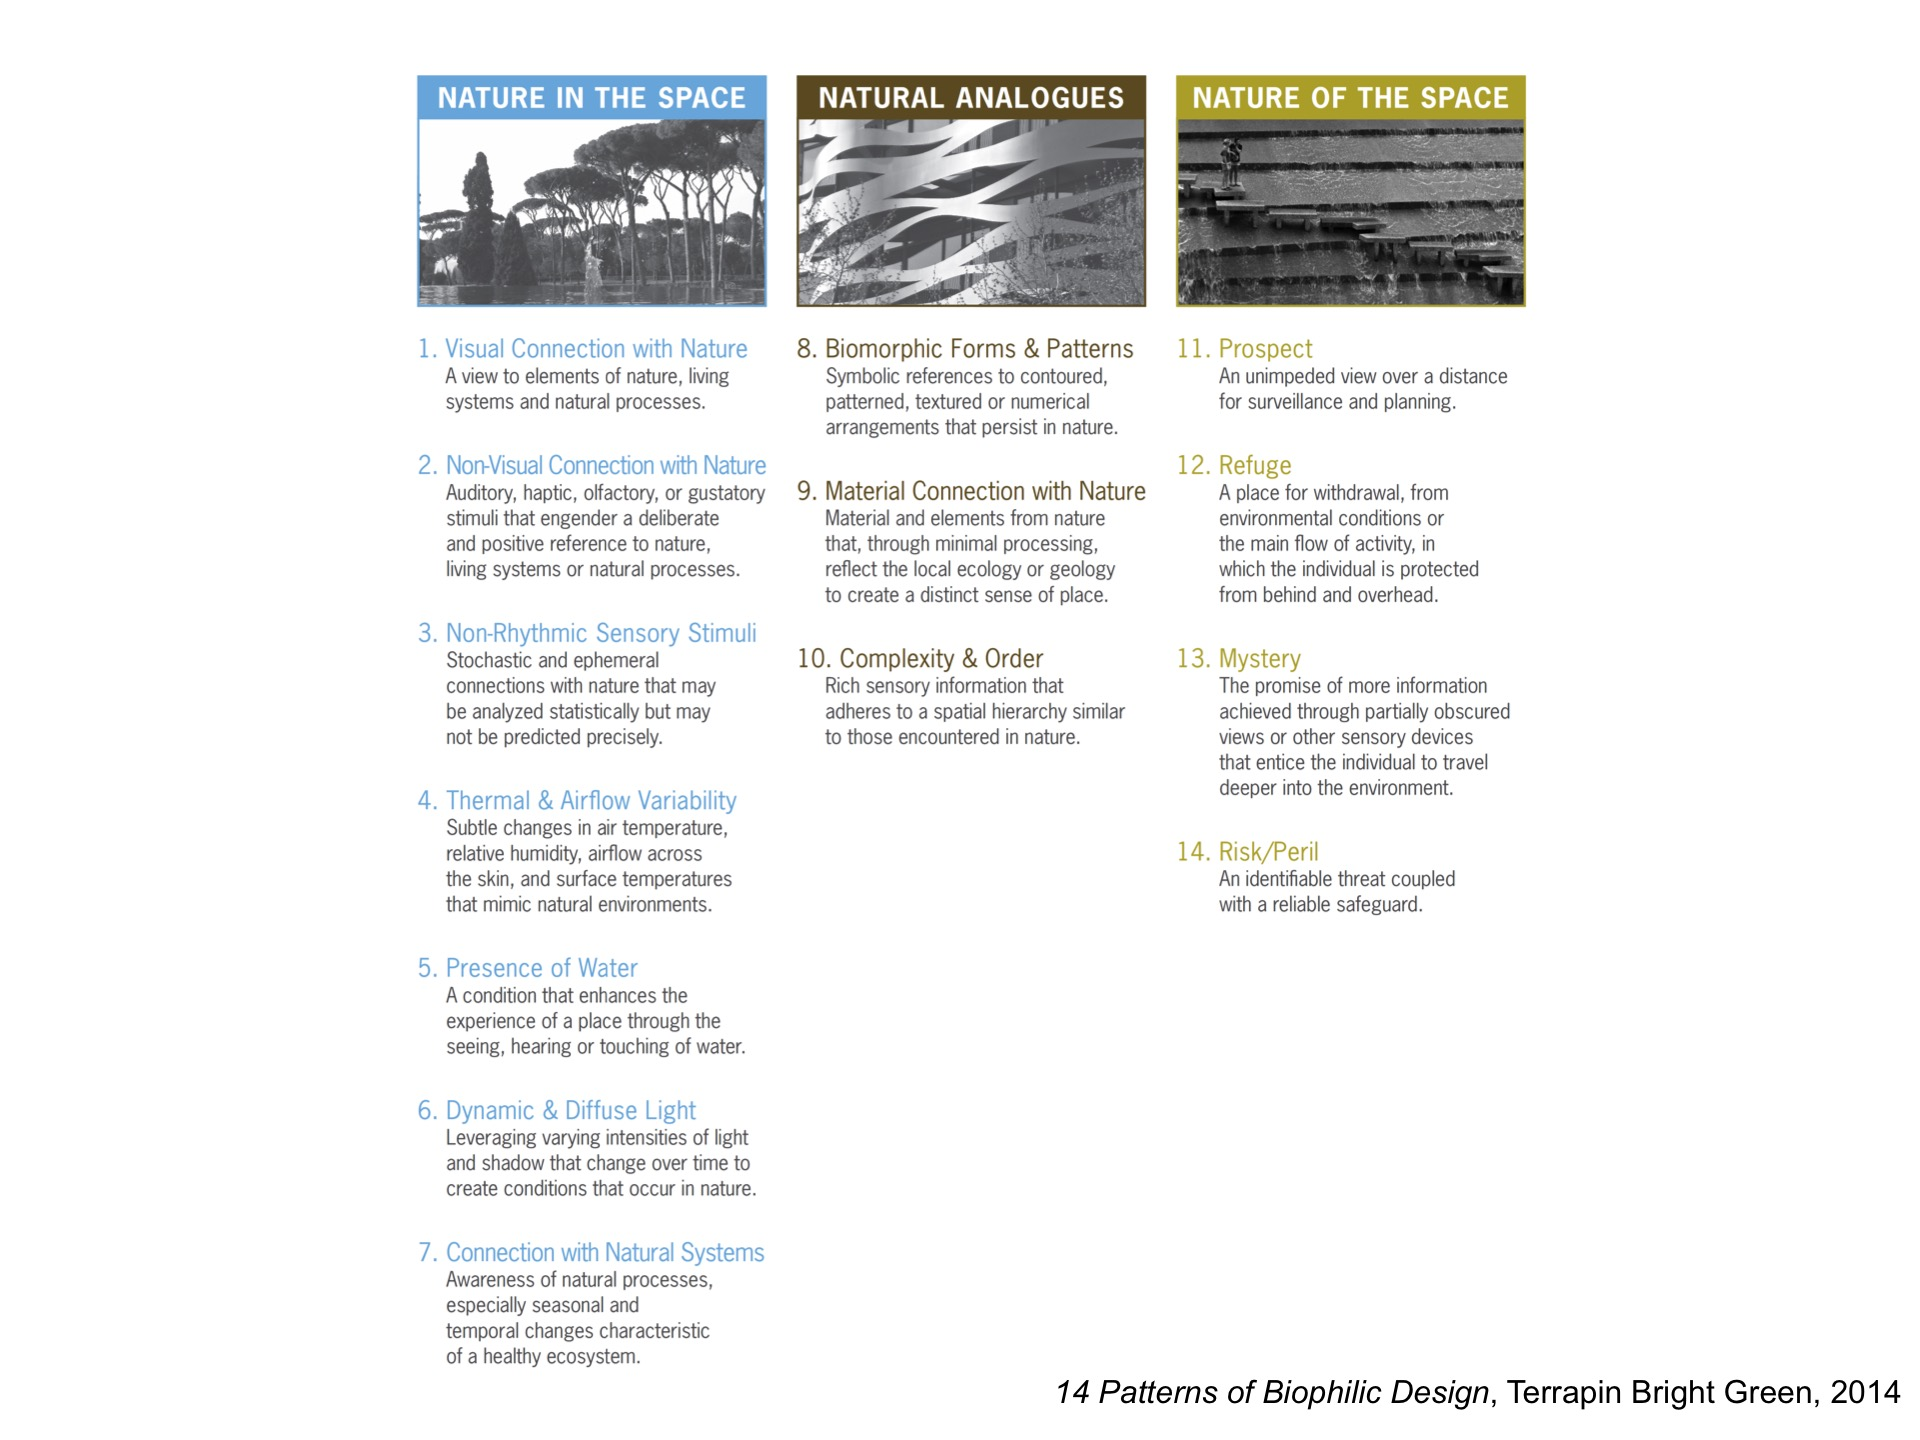 NATURE IN THE SPACE
1. Visual Connection with Nature
A view to elements of nature, living
systems and natural processes.
2. Non-Visual Connection with Nature
Auditory, haptic, olfactory, or gustatory
stimuli that engender a deliberate
and positive reference to nature,
living systems or natural processes.
3. Non-Rhythmic Sensory Stimuli
Stochastic and ephemeral
connections with nature that may
be analyzed statistically but may
not be predicted precisely.
4. Thermal & Airflow Variability
Subtle changes in air temperature,
relative humidity, airflow across
the skin, and surface temperatures
that mimic natural environments.
5. Presence of Water
A condition that enhances the
experience of a place through the
seeing, hearing or touching of water.
6. Dynamic & Diffuse Light
Leveraging varying intensities of light
and shadow that change over time to
create conditions that occur in nature.
7. Connection with Natural Systems
Awareness of natural processes,
especially seasonal and
temporal changes characteristic
of a healthy ecosystem.
NATURAL ANALOGUES
8. Biomorphic Forms & Patterns
Symbolic references to contoured,
patterned, textured or numerical
arrangements that persist in nature.
9. Material Connection with Nature
Material and elements from nature
that, through minimal processing,
reflect the local ecology or geology
to create a distinct sense of place.
10. Complexity & Order
Rich sensory information that
adheres to a spatial hierarchy similar
to those encountered in nature.
NATURE OF THE SPACE
11. Prospect
An unimpeded view over a distance
for surveillance and planning.
12. Refuge
A place for withdrawal, from
environmental conditions or
the main flow of activity, in
which the individual is protected
from behind and overhead.
13. Mystery
The promise of more information
achieved through partially obscured
views or other sensory devices
that entice the individual to travel
deeper into the environment.
14. Risk/Peril
An identifiable threat coupled
with a reliable safeguard.
14 Patterns of Biophilic Design, Terrapin Bright Green, 2014